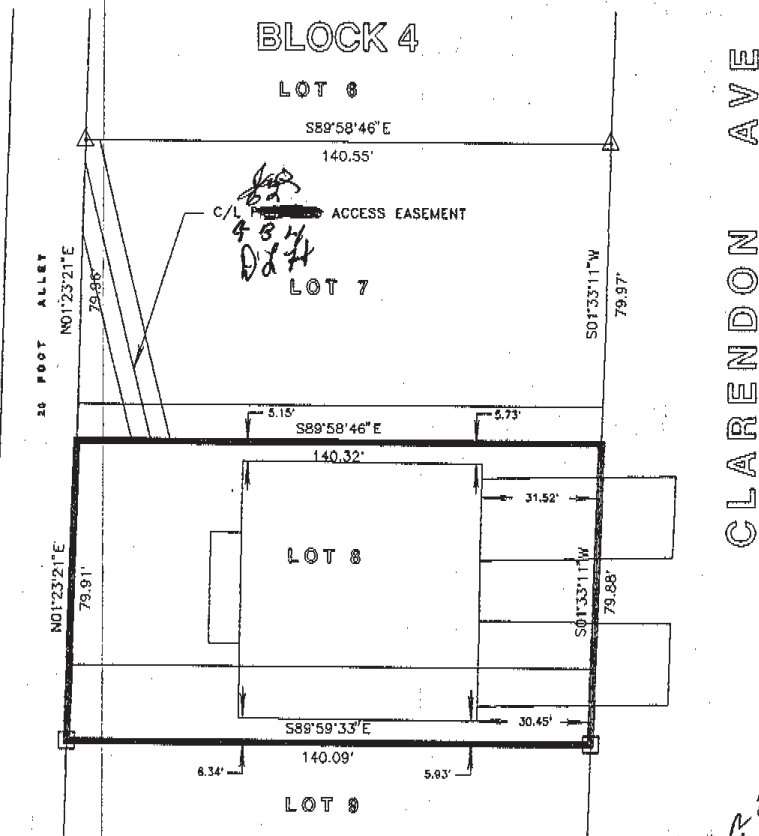 BLOCK 4
LOT 6
S89°58'46"E
140.55'
C/L ACCESS EASEMENT
LOT 7
20 FOOT ALLEY
N01°23'21"E
79.96'
S01°33'11"W
79.97'
CLARENDON AVE
5.15'
S89°58'46"E
5.73'
140.32'
31.52'
LOT 8
N01°23'21"E
79.91'
S01°33'11"W
79.88'
S89°59'33"E
30.45'
140.09'
6.34'
5.93'
LOT 9